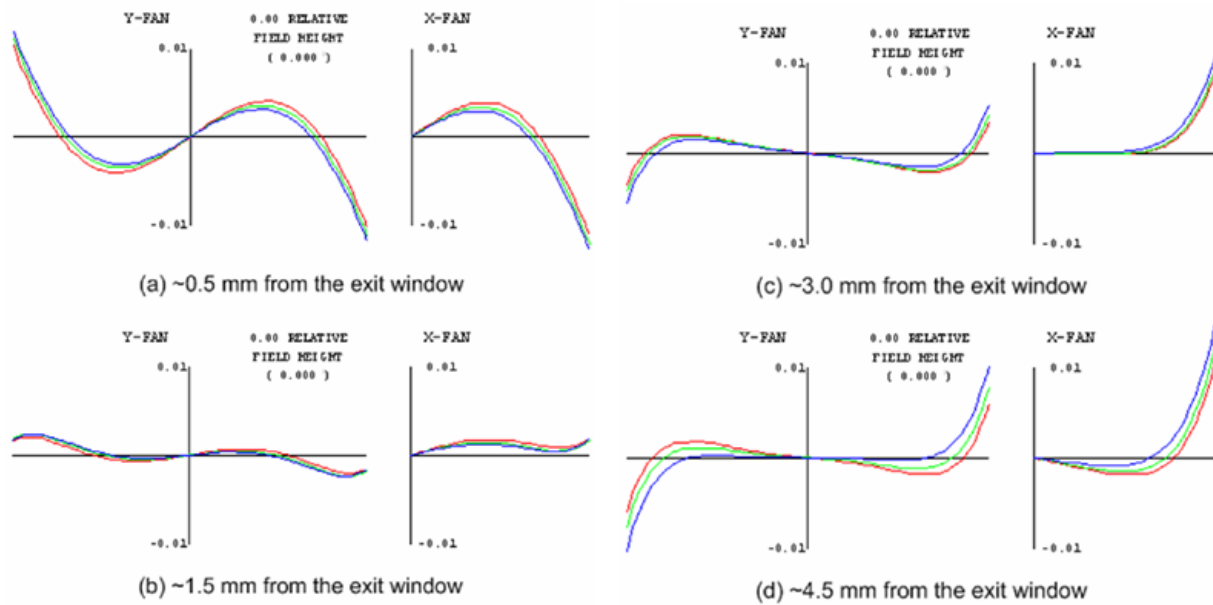 Y-FAN
0.00 RELATIVE
FIELD HEIGHT
( 0.000 )
X-FAN
0.01
0.01
-0.01
-0.01
(a) ~0.5 mm from the exit window
Y-FAN
0.00 RELATIVE
FIELD HEIGHT
( 0.000 )
X-FAN
0.01
0.01
-0.01
-0.01
(c) ~3.0 mm from the exit window
Y-FAN
0.00 RELATIVE
FIELD HEIGHT
( 0.000 )
X-FAN
0.01
0.01
-0.01
-0.01
(b) ~1.5 mm from the exit window
Y-FAN
0.00 RELATIVE
FIELD HEIGHT
( 0.000 )
X-FAN
0.01
0.01
-0.01
-0.01
(d) ~4.5 mm from the exit window